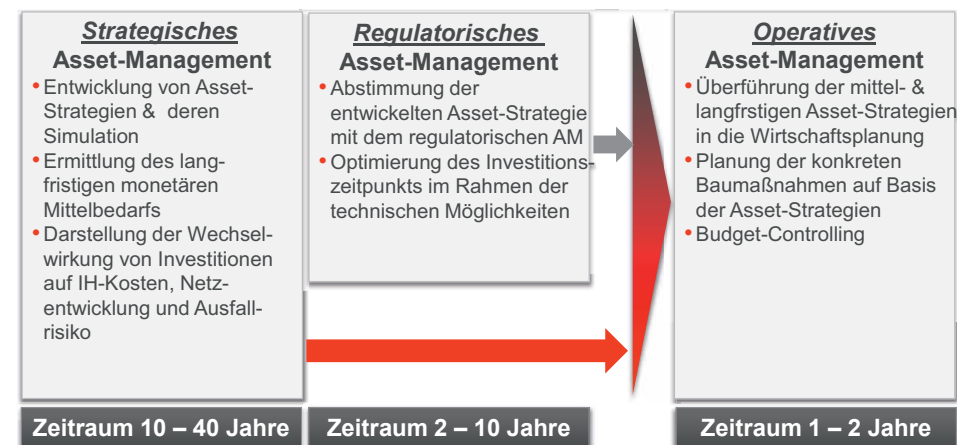 Strategisches
Asset-Management
• Entwicklung von Asset-
Strategien & deren
Simulation
• Ermittlung des lang-
fristigen monetären
Mittelbedarfs
• Darstellung der Wechsel-
wirkung von Investitionen
auf IH-Kosten, Netz-
entwicklung und Ausfall-
risiko
Zeitraum 10 – 40 Jahre
Regulatorisches
Asset-Management
• Abstimmung der
entwickelten Asset-Strategie
mit dem regulatorischen AM
• Optimierung des Investitions-
zeitpunkts im Rahmen der
technischen Möglichkeiten
Zeitraum 2 – 10 Jahre
Operatives
Asset-Management
• Überführung der mittel- &
langfrstigen Asset-Strategien
in die Wirtschaftsplanung
• Planung der konkreten
Baumaßnahmen auf Basis
der Asset-Strategien
• Budget-Controlling
Zeitraum 1 – 2 Jahre